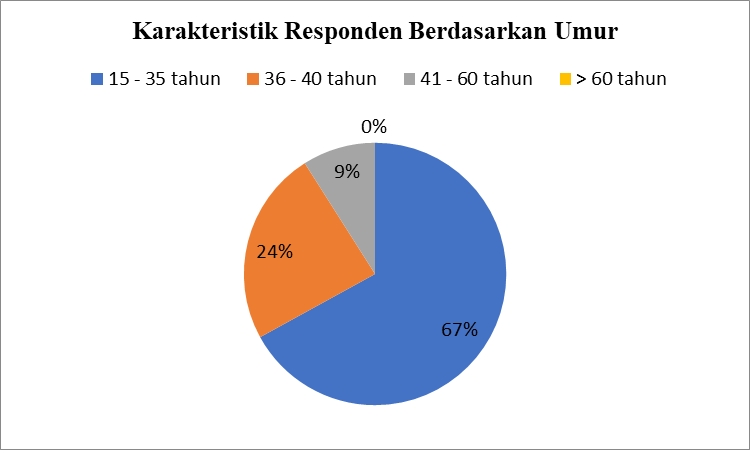 Karakteristik Responden Berdasarkan Umur
15 - 35 tahun 36 - 40 tahun 41 - 60 tahun > 60 tahun
0%
9%
24%
67%